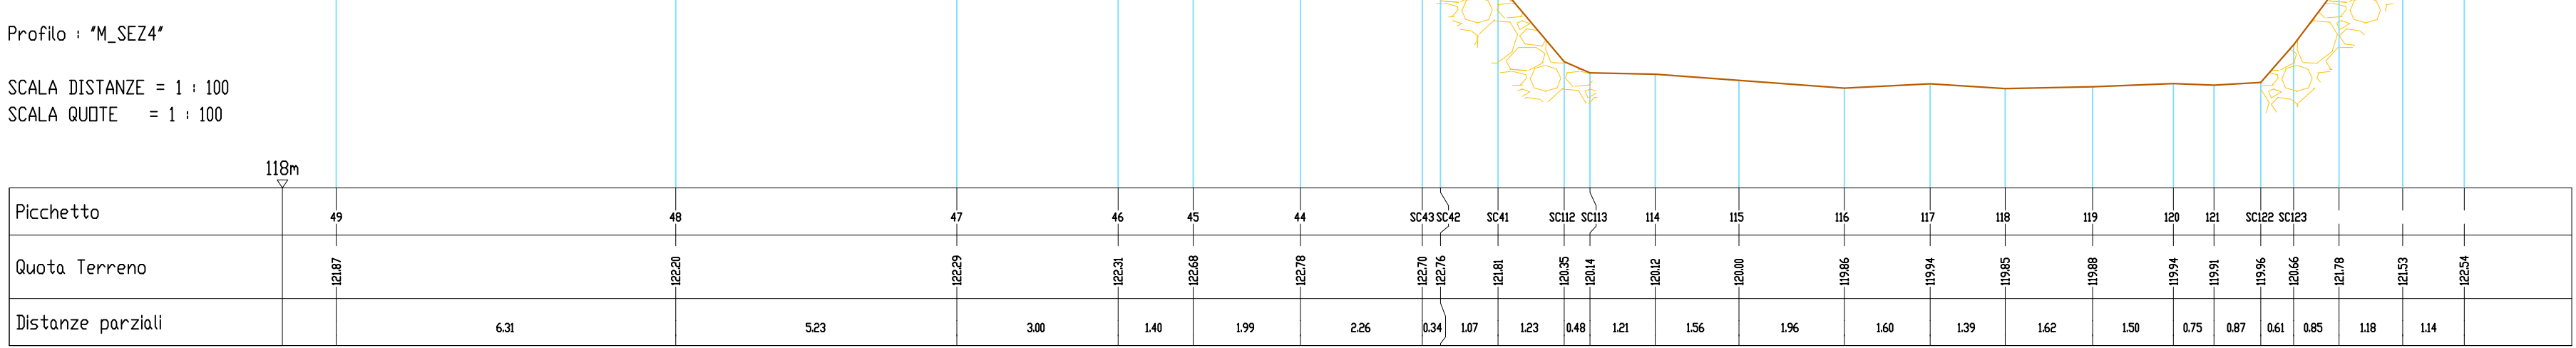 Profilo : "M_SEZ4"
SCALA DISTANZE = 1 : 100
SCALA QUOTE = 1 : 100
118m
Picchetto 49 48 47 46 45 44 SC43 SC42 SC41 SC112 SC113 114 115 116 117 118 119 120 121 SC122 SC123
Quota Terreno 121.87 122.20 122.29 122.31 122.68 122.78 122.70 122.76 121.81 120.35 120.14 120.12 120.00 119.86 119.94 119.85 119.88 119.94 119.91 119.96 120.66 121.78 121.53 122.54
Distanze parziali 6.31 5.23 3.00 1.40 1.99 2.26 0.34 1.07 1.23 0.48 1.21 1.56 1.96 1.60 1.39 1.62 1.50 0.75 0.87 0.61 0.85 1.18 1.14